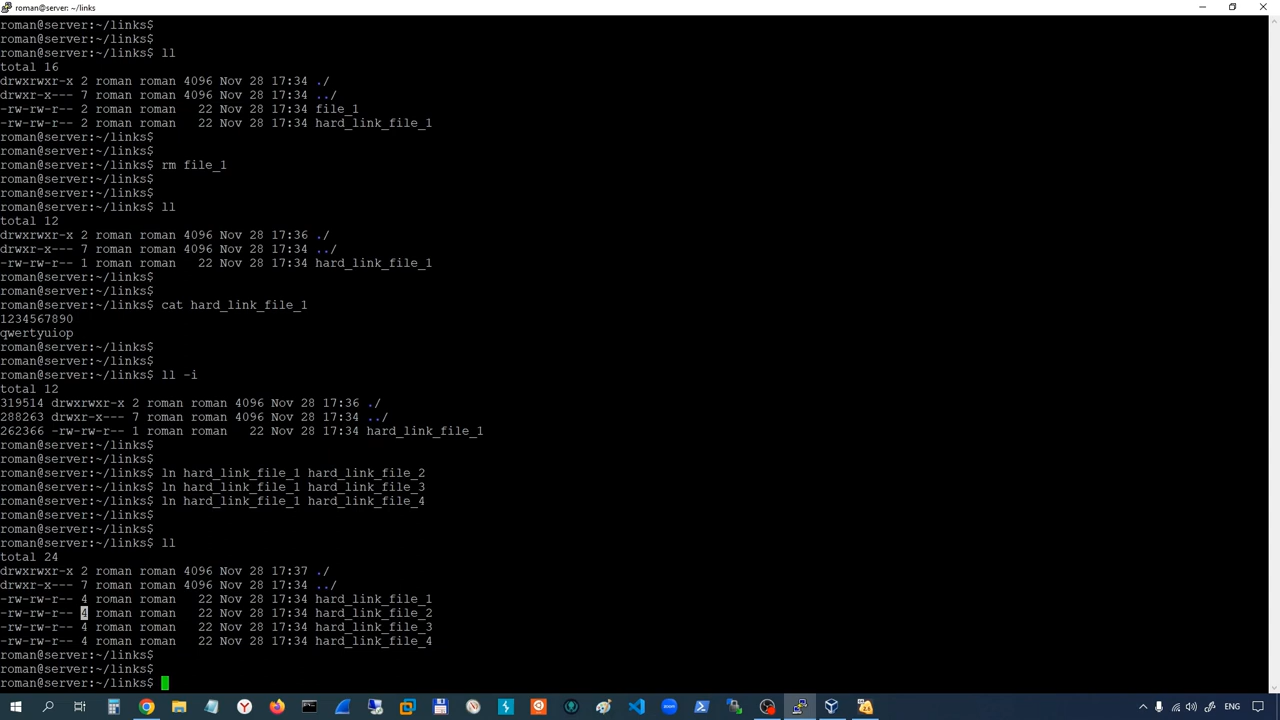 roman@server: ~/links
roman@server:~/links$
roman@server:~/links$
roman@server:~/links$ ll
total 16
drwxrwxr-x 2 roman roman 4096 Nov 28 17:34 ./
drwxr-x--- 7 roman roman 4096 Nov 28 17:34 ../
-rw-rw-r-- 2 roman roman   22 Nov 28 17:34 file_1
-rw-rw-r-- 2 roman roman   22 Nov 28 17:34 hard_link_file_1
roman@server:~/links$
roman@server:~/links$
roman@server:~/links$ rm file_1
roman@server:~/links$
roman@server:~/links$
roman@server:~/links$ ll
total 12
drwxrwxr-x 2 roman roman 4096 Nov 28 17:36 ./
drwxr-x--- 7 roman roman 4096 Nov 28 17:34 ../
-rw-rw-r-- 1 roman roman   22 Nov 28 17:34 hard_link_file_1
roman@server:~/links$
roman@server:~/links$
roman@server:~/links$ cat hard_link_file_1
1234567890
qwertyuiop
roman@server:~/links$
roman@server:~/links$
roman@server:~/links$ ll -i
total 12
319514 drwxrwxr-x 2 roman roman 4096 Nov 28 17:36 ./
288263 drwxr-x--- 7 roman roman 4096 Nov 28 17:34 ../
262366 -rw-rw-r-- 1 roman roman   22 Nov 28 17:34 hard_link_file_1
roman@server:~/links$
roman@server:~/links$
roman@server:~/links$ ln hard_link_file_1 hard_link_file_2
roman@server:~/links$ ln hard_link_file_1 hard_link_file_3
roman@server:~/links$ ln hard_link_file_1 hard_link_file_4
roman@server:~/links$
roman@server:~/links$
roman@server:~/links$ ll
total 24
drwxrwxr-x 2 roman roman 4096 Nov 28 17:37 ./
drwxr-x--- 7 roman roman 4096 Nov 28 17:34 ../
-rw-rw-r-- 4 roman roman   22 Nov 28 17:34 hard_link_file_1
-rw-rw-r-- 4 roman roman   22 Nov 28 17:34 hard_link_file_2
-rw-rw-r-- 4 roman roman   22 Nov 28 17:34 hard_link_file_3
-rw-rw-r-- 4 roman roman   22 Nov 28 17:34 hard_link_file_4
roman@server:~/links$
roman@server:~/links$
roman@server:~/links$
ENG